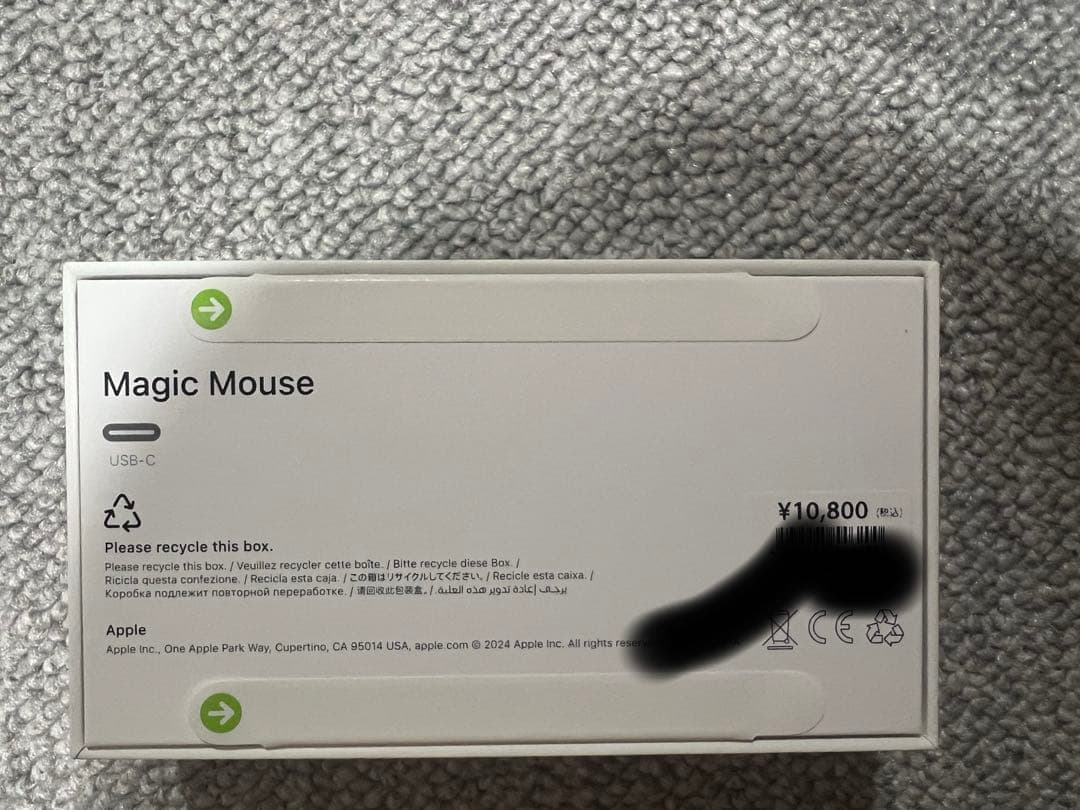 Magic Mouse
USB-C
Please recycle this box.
Please recycle this box. / Veuillez recycler cette boîte. / Bitte recycle diese Box. /
Ricicla questa confezione. / Recicla esta caja. / この箱はリサイクルしてください。 / Recicle esta caixa. /
Коробка подлежит повторной переработке. / 请回收此包装盒。 / يرجى إعادة تدوير هذه العلبة.
¥10,800 (税込)
Apple
Apple Inc., One Apple Park Way, Cupertino, CA 95014 USA, apple.com © 2024 Apple Inc. All rights
CE